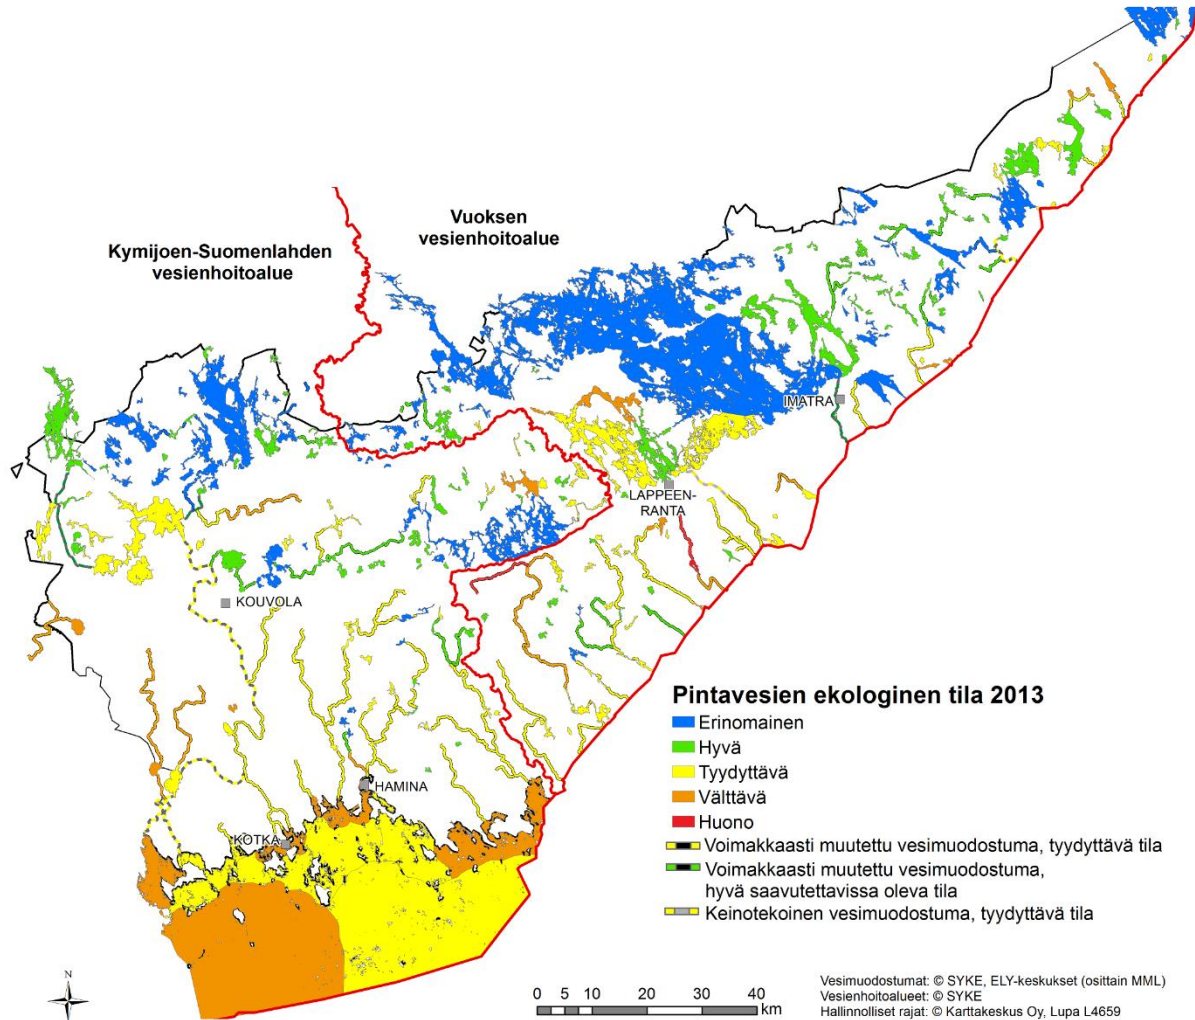 Vuoksen
vesienhoitoalue
Kymijoen-Suomenlahden
vesienhoitoalue
IMATRA
LAPPEEN-
RANTA
KOUVOLA
HAMINA
KOTKA
Pintavesien ekologinen tila 2013
Erinomainen
Hyvä
Tyydyttävä
Välttävä
Huono
Voimakkaasti muutettu vesimuodostuma, tyydyttävä tila
Voimakkaasti muutettu vesimuodostuma,
hyvä saavutettavissa oleva tila
Keinotekoinen vesimuodostuma, tyydyttävä tila
N
0 5 10 20 30 40
km
Vesimuodostumat: © SYKE, ELY-keskukset (osittain MML)
Vesienhoitoalueet: © SYKE
Hallinnolliset rajat: © Karttakeskus Oy, Lupa L4659